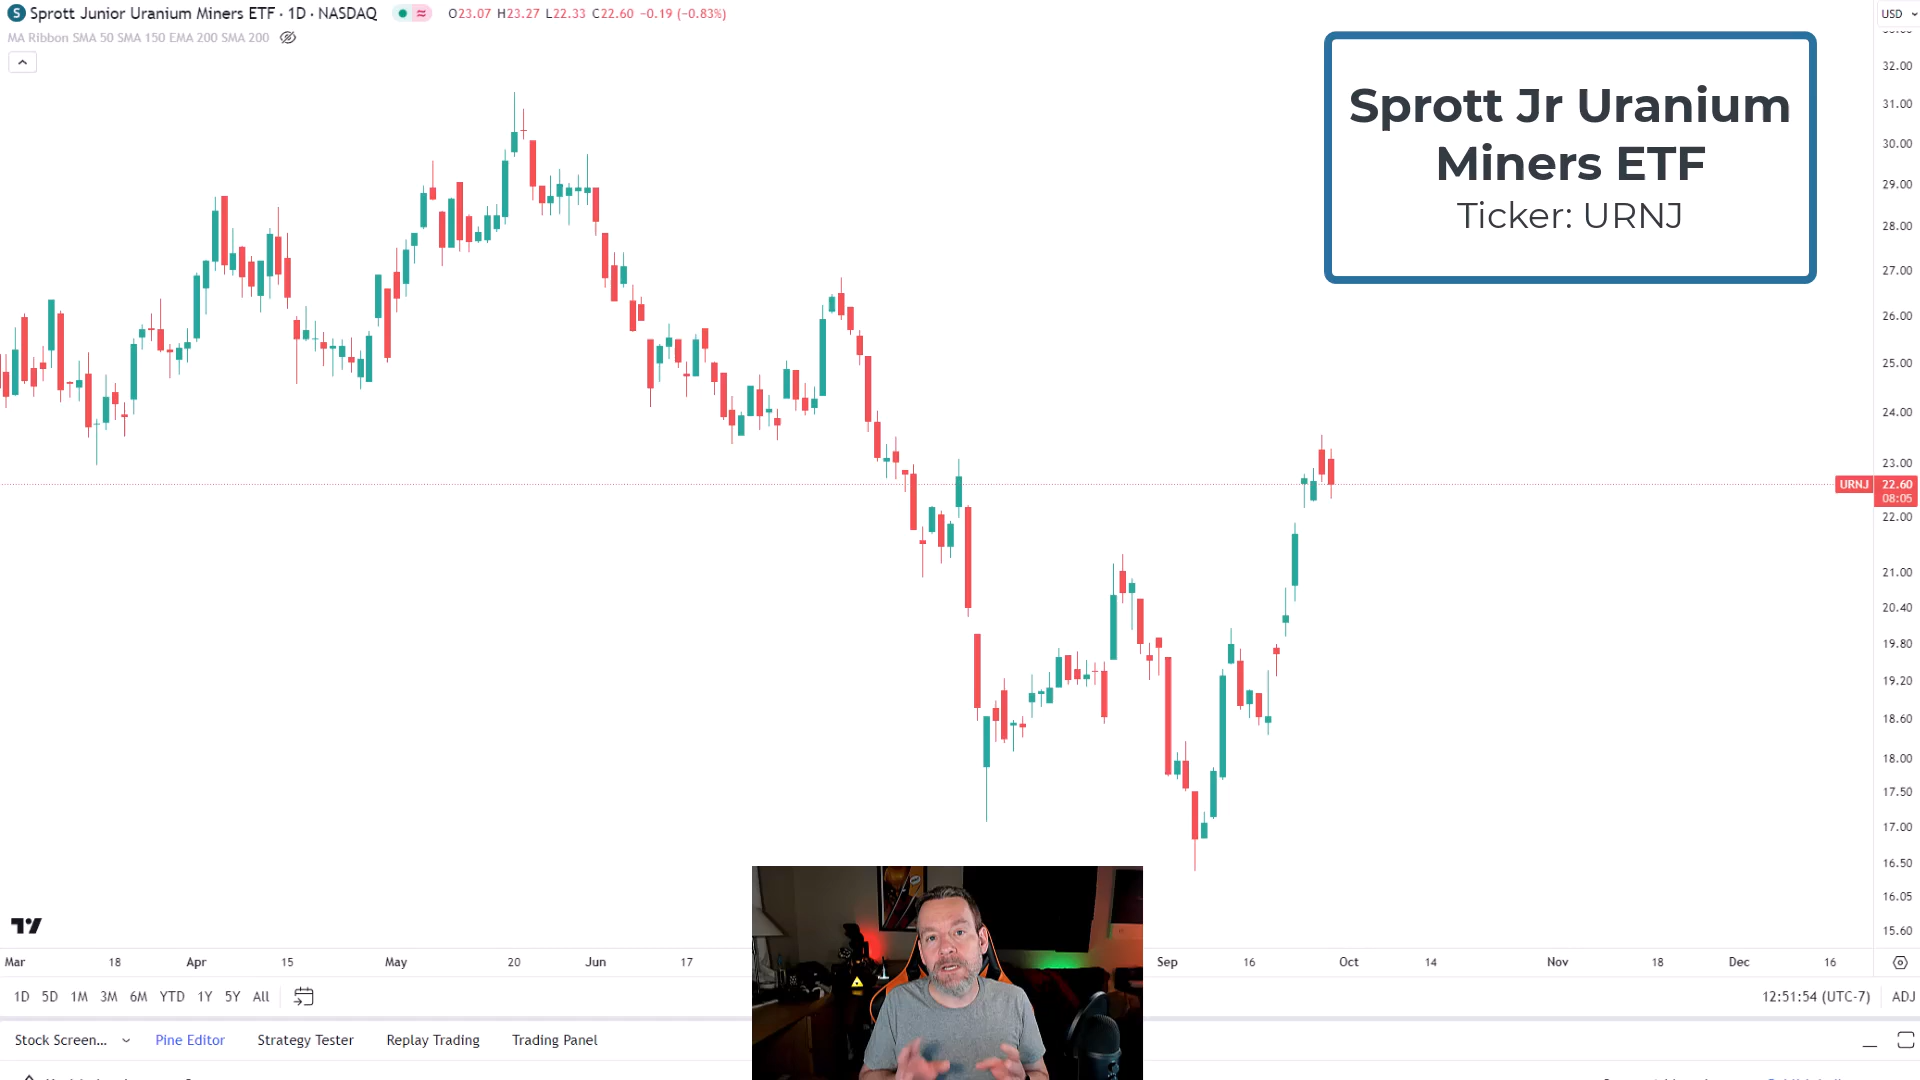 S Sprott Junior Uranium Miners ETF · 1D · NASDAQ ≈ O23.07 H23.27 L22.33 C22.60 −0.19 (−0.83%)
MA Ribbon SMA 50 SMA 150 EMA 200 SMA 200
USD
32.00
31.00
30.00
29.00
28.00
27.00
26.00
25.00
24.00
23.00
URNJ 22.60
08:05
22.00
21.00
20.40
19.80
19.20
18.60
18.00
17.50
17.00
16.50
16.05
15.60
Sprott Jr Uranium
Miners ETF
Ticker: URNJ
Mar 18 Apr 15 May 20 Jun 17 Sep 16 Oct 14 Nov 18 Dec 16
1D 5D 1M 3M 6M YTD 1Y 5Y All 12:51:54 (UTC-7) ADJ
Stock Screen... Pine Editor Strategy Tester Replay Trading Trading Panel